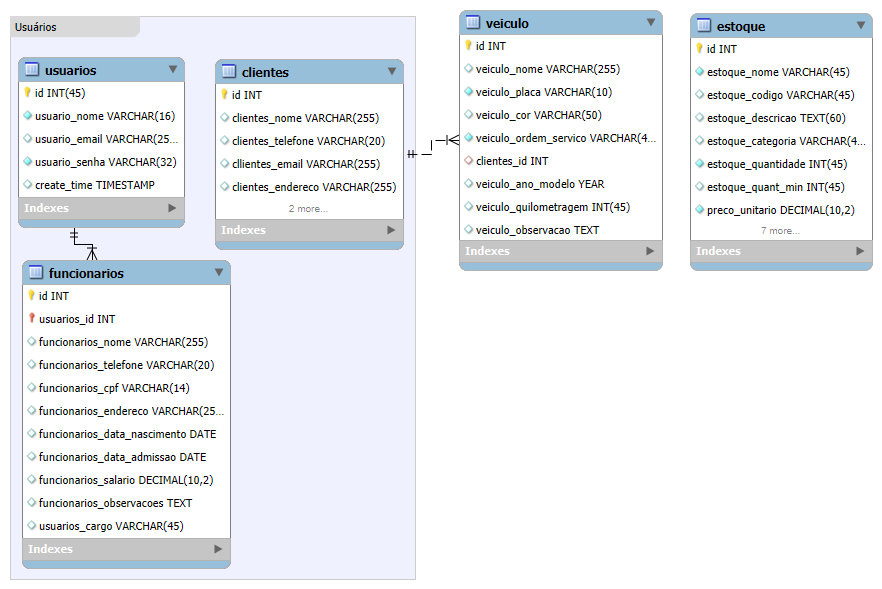 Usuários
usuarios
id INT(45)
usuario_nome VARCHAR(16)
usuario_email VARCHAR(25...
usuario_senha VARCHAR(32)
create_time TIMESTAMP
Indexes
clientes
id INT
clientes_nome VARCHAR(255)
clientes_telefone VARCHAR(20)
cllientes_email VARCHAR(255)
clientes_endereco VARCHAR(255)
2 more...
Indexes
funcionarios
id INT
usuarios_id INT
funcionarios_nome VARCHAR(255)
funcionarios_telefone VARCHAR(20)
funcionarios_cpf VARCHAR(14)
funcionarios_endereco VARCHAR(25...
funcionarios_data_nascimento DATE
funcionarios_data_admissao DATE
funcionarios_salario DECIMAL(10,2)
funcionarios_observacoes TEXT
usuarios_cargo VARCHAR(45)
Indexes
veiculo
id INT
veiculo_nome VARCHAR(255)
veiculo_placa VARCHAR(10)
veiculo_cor VARCHAR(50)
veiculo_ordem_servico VARCHAR(4...
clientes_id INT
veiculo_ano_modelo YEAR
veiculo_quilometragem INT(45)
veiculo_observacao TEXT
Indexes
estoque
id INT
estoque_nome VARCHAR(45)
estoque_codigo VARCHAR(45)
estoque_descricao TEXT(60)
estoque_categoria VARCHAR(4...
estoque_quantidade INT(45)
estoque_quant_min INT(45)
preco_unitario DECIMAL(10,2)
7 more...
Indexes